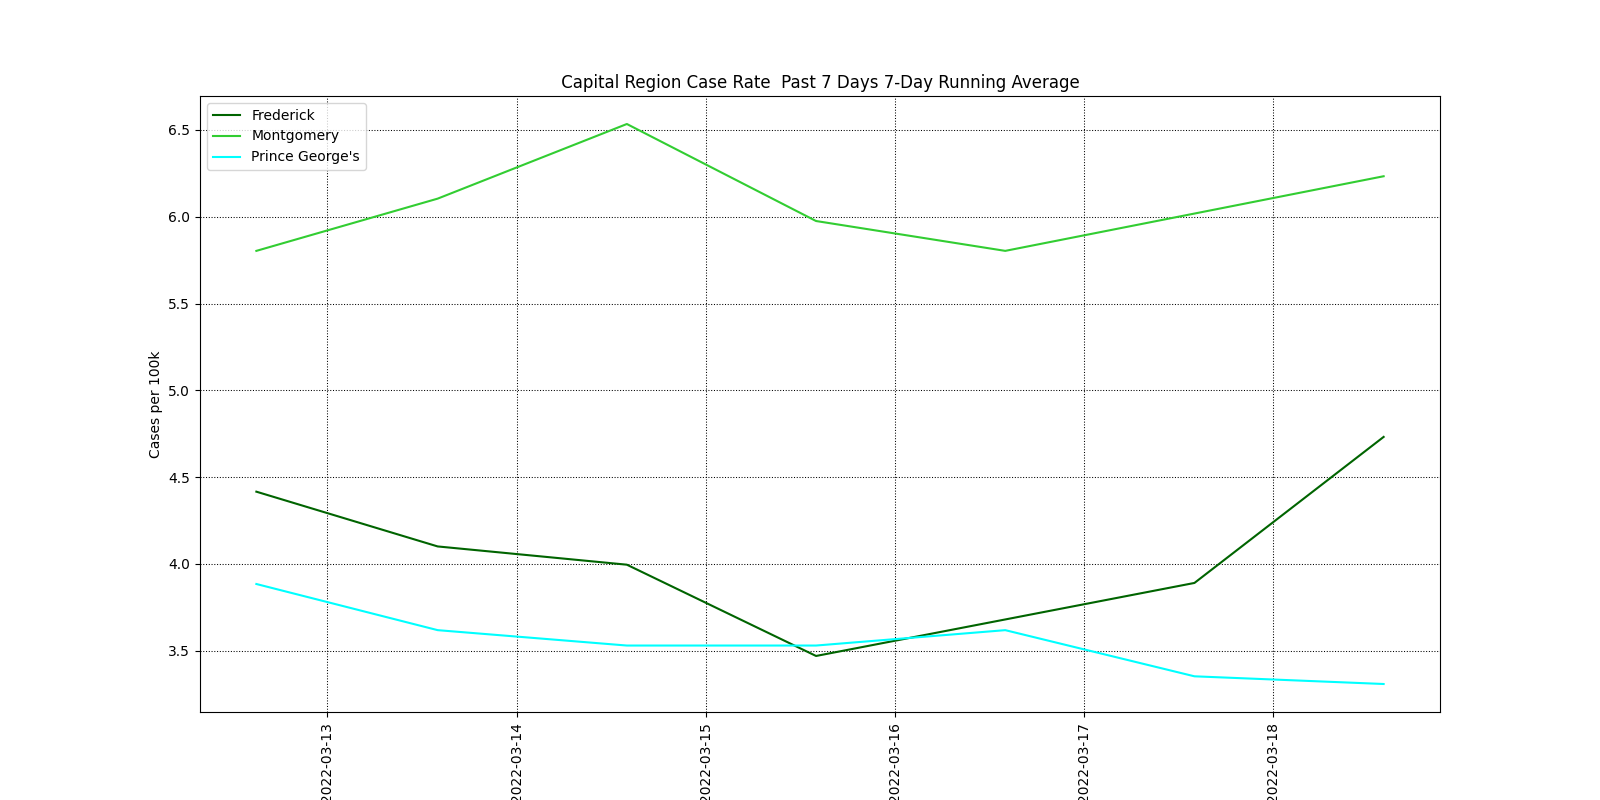 Capital Region Case Rate  Past 7 Days 7-Day Running Average
Frederick
Montgomery
Prince George's
Cases per 100k
6.5
6.0
5.5
5.0
4.5
4.0
3.5
2022-03-13
2022-03-14
2022-03-15
2022-03-16
2022-03-17
2022-03-18